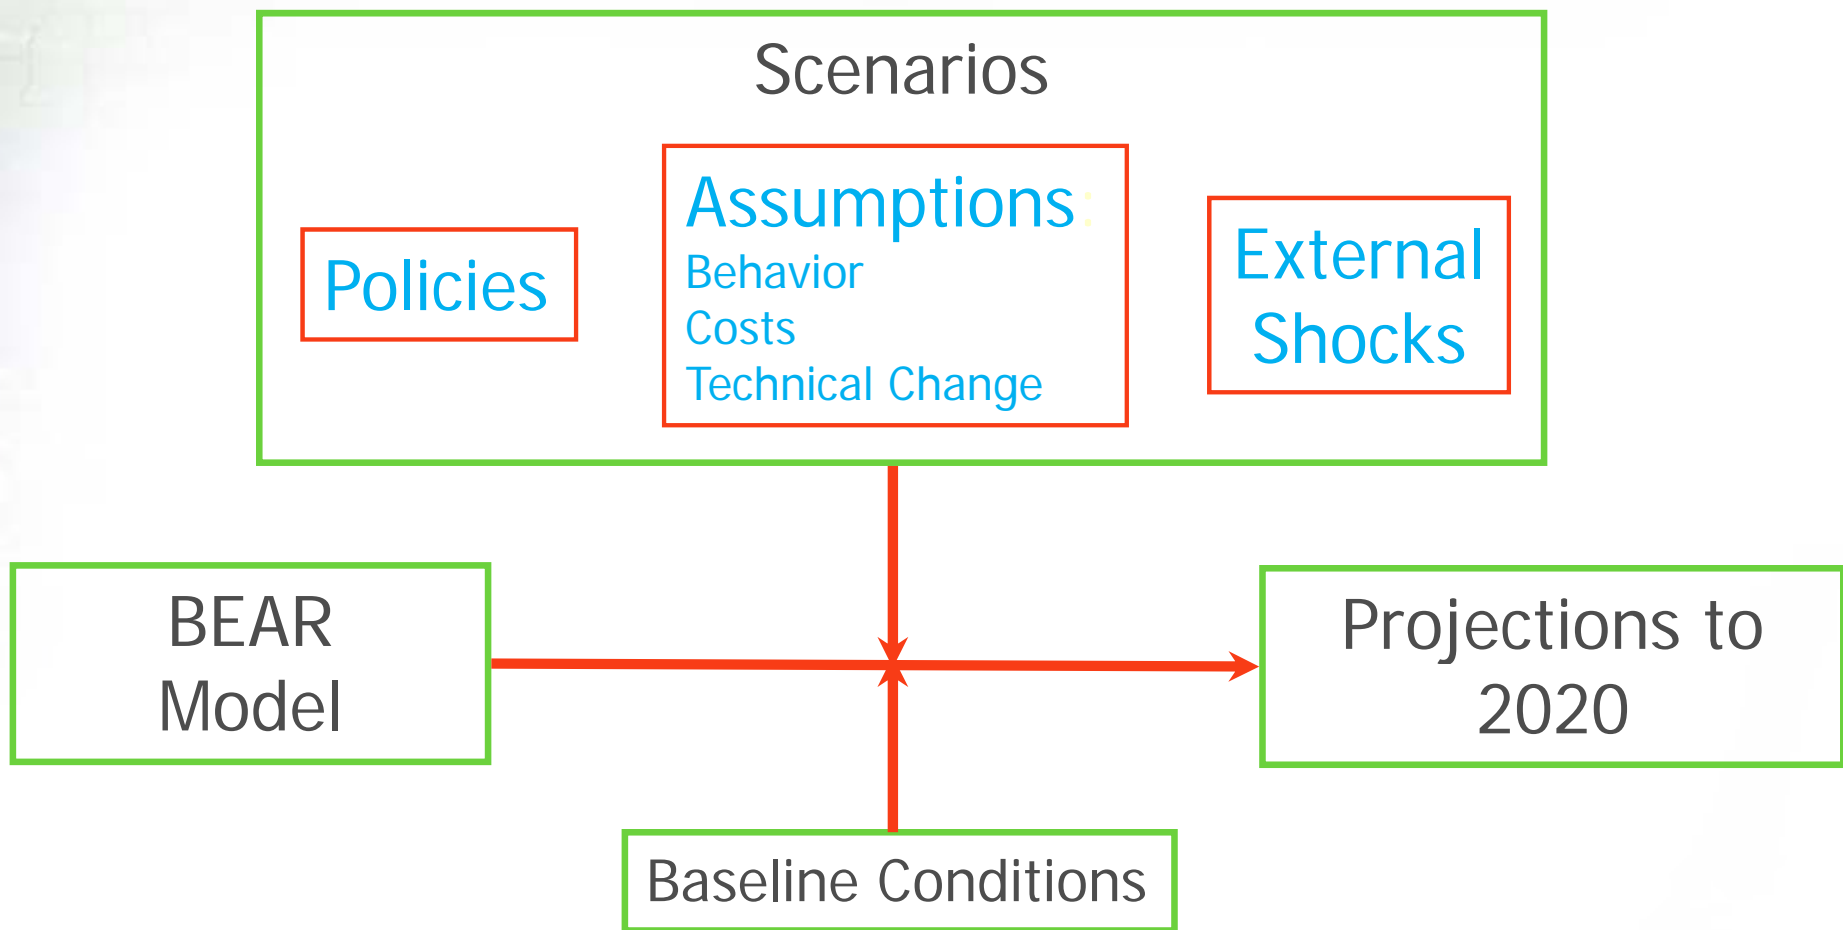 Scenarios
Policies
Assumptions:
Behavior
Costs
Technical Change
External
Shocks
BEAR
Model
Projections to
2020
Baseline Conditions